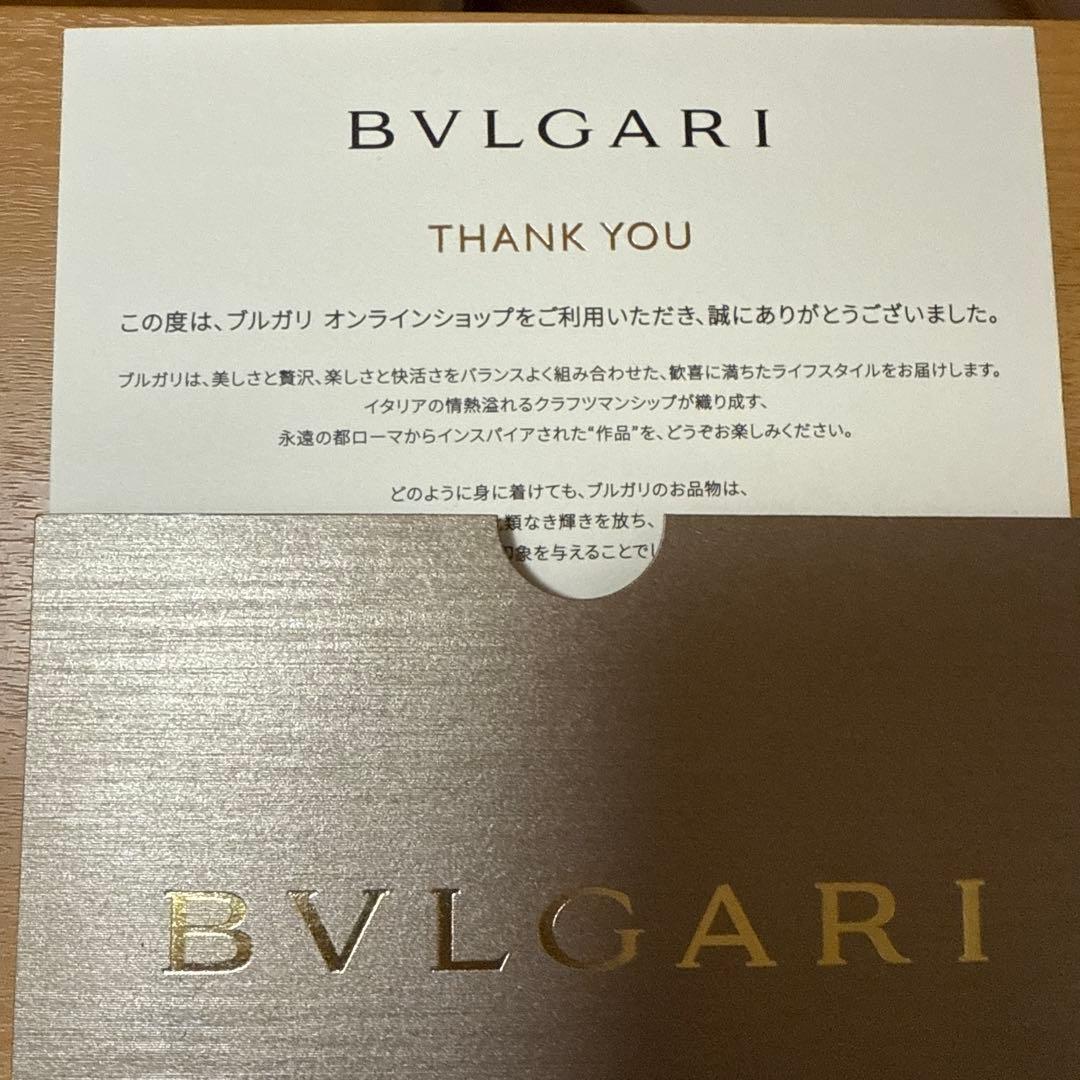 BVLGARI
THANK YOU
この度は、ブルガリ オンラインショップをご利用いただき、誠にありがとうございました。
ブルガリは、美しさと贅沢、楽しさと快活さをバランスよく組み合わせた、歓喜に満ちたライフスタイルをお届けします。
イタリアの情熱溢れるクラフツマンシップが織り成す、
永遠の都ローマからインスパイアされた“作品”を、どうぞお楽しみください。
どのように身に着けても、ブルガリのお品物は、
類なき輝きを放ち、
象を与えることでし
BVLGARI